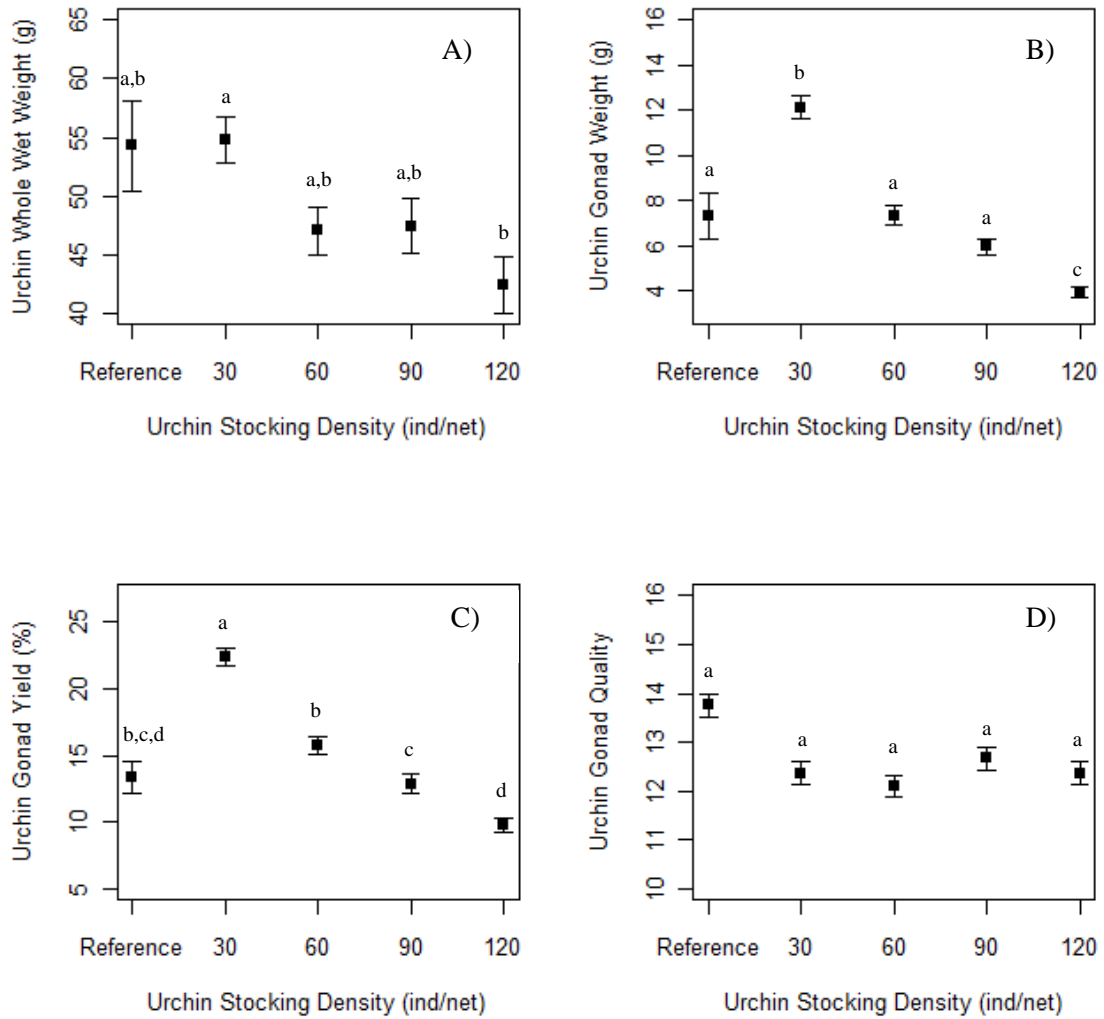 A)
Urchin Whole Wet Weight (g)
65
60
55
50
45
40
a,b
a
a,b
a,b
b
Reference 30 60 90 120
Urchin Stocking Density (ind/net)
B)
Urchin Gonad Weight (g)
16
14
12
10
8
6
4
a
b
a
a
c
Reference 30 60 90 120
Urchin Stocking Density (ind/net)
C)
Urchin Gonad Yield (%)
25
20
15
10
5
b,c,d
a
b
c
d
Reference 30 60 90 120
Urchin Stocking Density (ind/net)
D)
Urchin Gonad Quality
16
15
14
13
12
11
10
a
a
a
a
a
Reference 30 60 90 120
Urchin Stocking Density (ind/net)